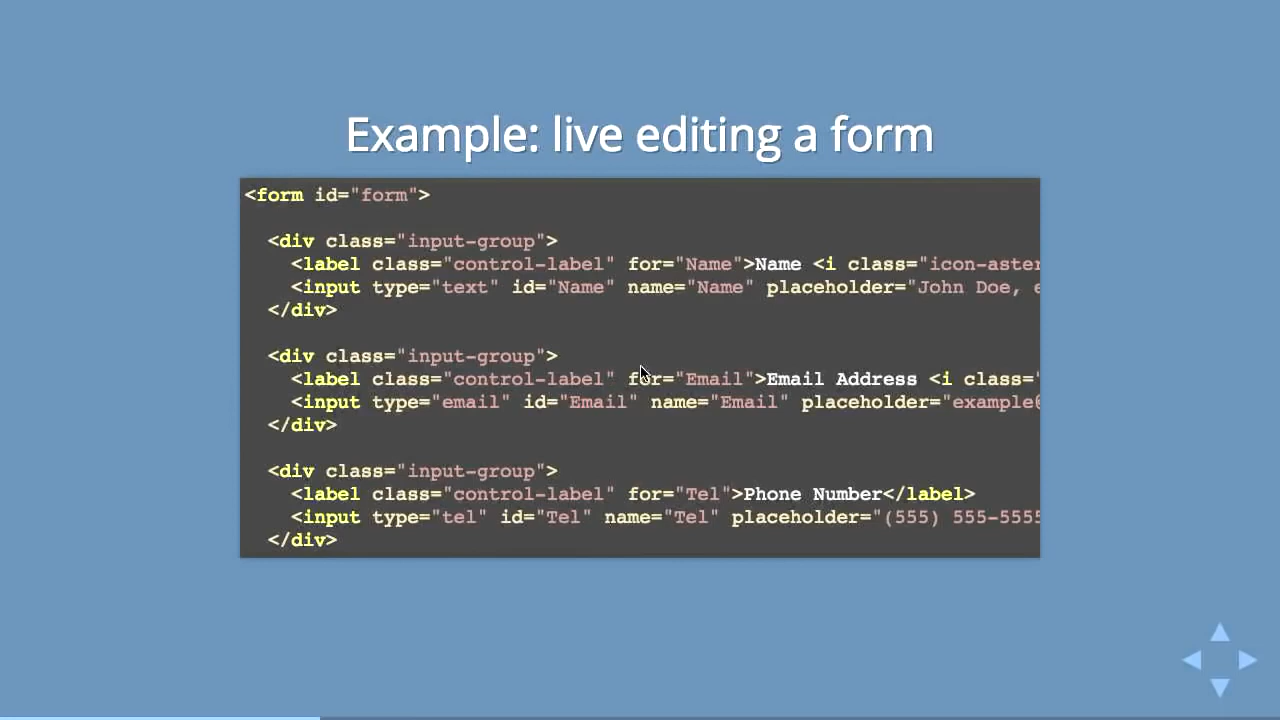 Example: live editing a form
<form id="form">
<div class="input-group">
<label class="control-label" for="Name">Name <i class="icon-aster
<input type="text" id="Name" name="Name" placeholder="John Doe, e
</div>
<div class="input-group">
<label class="control-label" for="Email">Email Address <i class="
<input type="email" id="Email" name="Email" placeholder="example@
</div>
<div class="input-group">
<label class="control-label" for="Tel">Phone Number</label>
<input type="tel" id="Tel" name="Tel" placeholder="(555) 555-5555
</div>